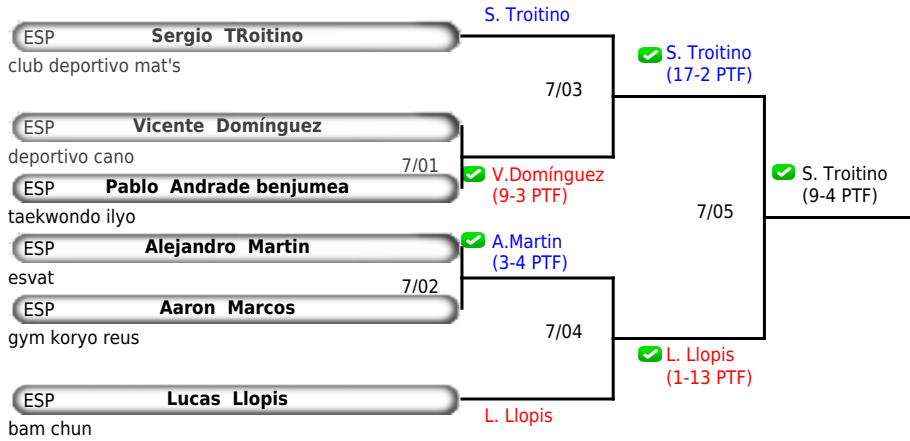 S. Troitino
ESP Sergio TRoitino
club deportivo mat's
S. Troitino
(17-2 PTF)
7/03
ESP Vicente Domínguez
deportivo cano
7/01
V.Domínguez
(9-3 PTF)
ESP Pablo Andrade benjumea
taekwondo ilyo
S. Troitino
(9-4 PTF)
7/05
ESP Alejandro Martin
esvat
A.Martin
(3-4 PTF)
7/02
ESP Aaron Marcos
gym koryo reus
7/04
L. Llopis
(1-13 PTF)
ESP Lucas Llopis
bam chun
L. Llopis